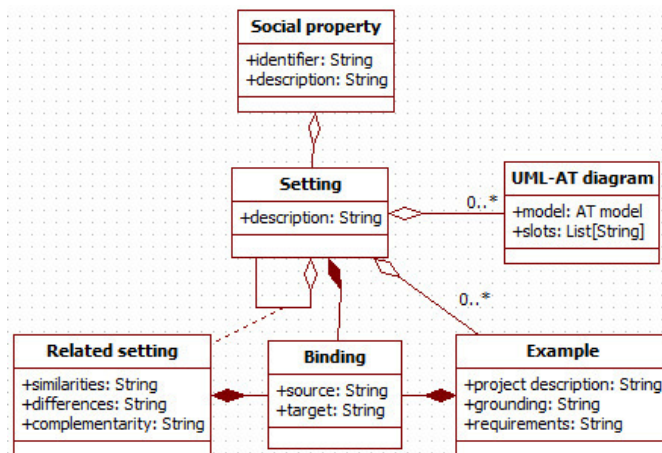 Social property
+identifier: String
+description: String
Setting
+description: String
UML-AT diagram
+model: AT model
+slots: List[String]
0..*
0..*
Related setting
+similarities: String
+differences: String
+complementarity: String
Binding
+source: String
+target: String
Example
+project description: String
+grounding: String
+requirements: String